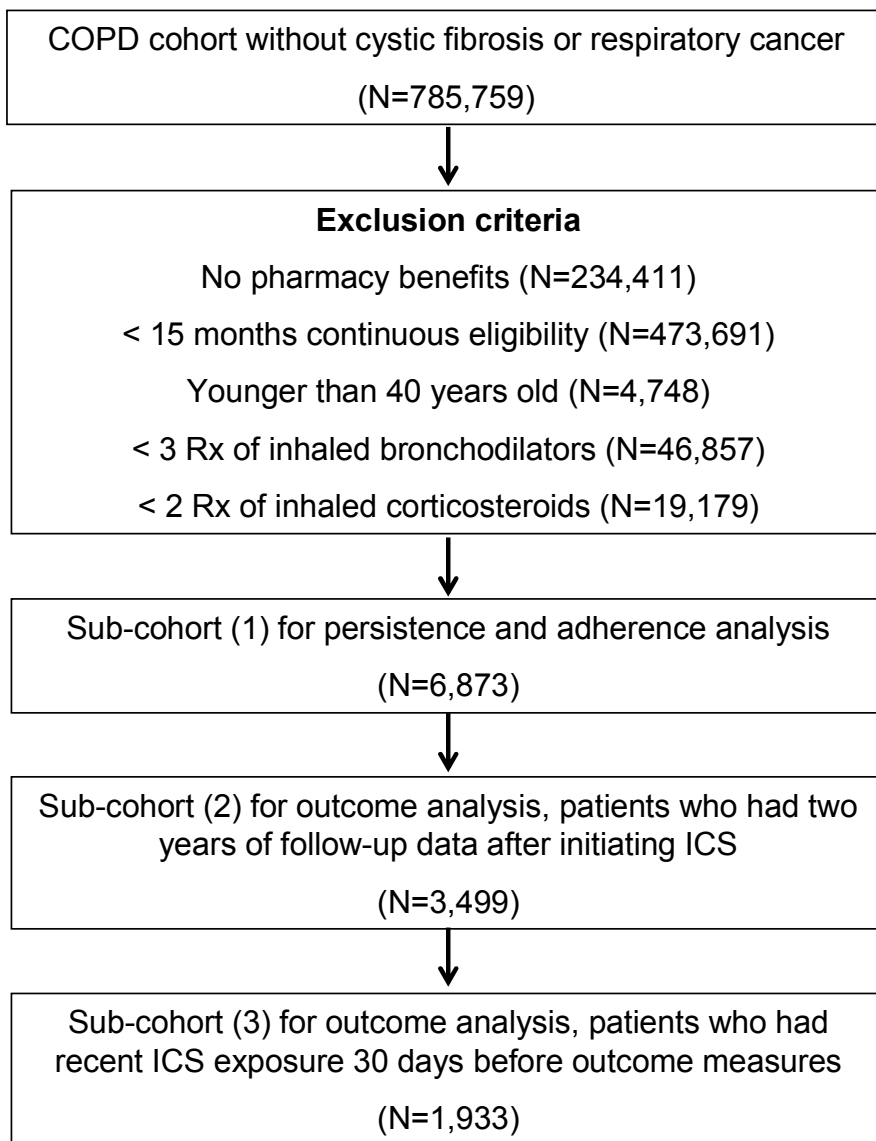 COPD cohort without cystic fibrosis or respiratory cancer
(N=785,759)
Exclusion criteria
No pharmacy benefits (N=234,411)
< 15 months continuous eligibility (N=473,691)
Younger than 40 years old (N=4,748)
< 3 Rx of inhaled bronchodilators (N=46,857)
< 2 Rx of inhaled corticosteroids (N=19,179)
Sub-cohort (1) for persistence and adherence analysis
(N=6,873)
Sub-cohort (2) for outcome analysis, patients who had two
years of follow-up data after initiating ICS
(N=3,499)
Sub-cohort (3) for outcome analysis, patients who had
recent ICS exposure 30 days before outcome measures
(N=1,933)